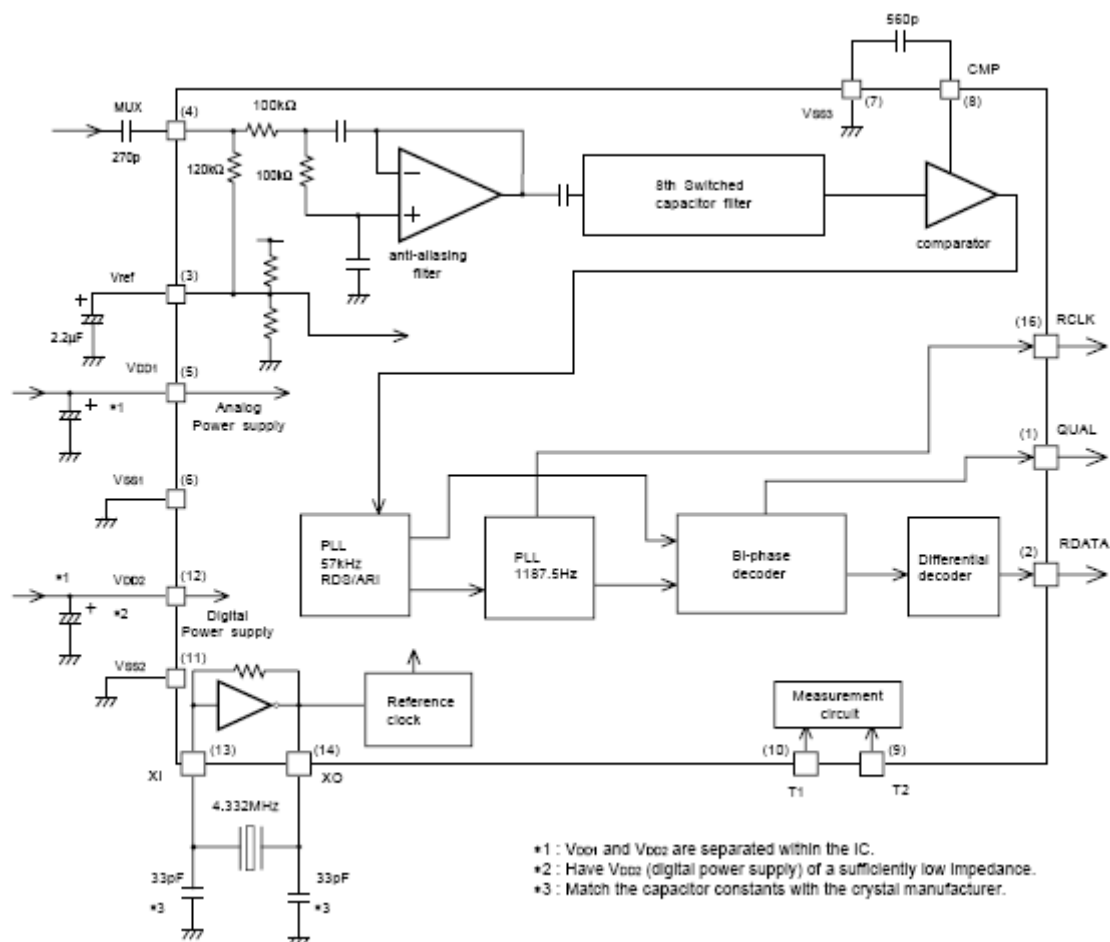 560p
CMP
MUX
(4)
100kΩ
(7)
(8)
VSS3
270p
120kΩ
100kΩ
8th Switched
capacitor filter
anti-aliasing
filter
comparator
Vref
(3)
2.2μF
(16)
RCLK
VDD1
(5)
*1
Analog
Power supply
(1)
QUAL
VSS1
(6)
PLL
57kHz
RDS/ARI
PLL
1187.5Hz
Bi-phase
decoder
Differential
decoder
(2)
RDATA
*1
VDD2
(12)
*2
Digital
Power supply
VSS2
(11)
Reference
clock
Measurement
circuit
(13)
(14)
(10)
(9)
XI
XO
T1
T2
4.332MHz
33pF
*3
33pF
*3
*1 : VDD1 and VDD2 are separated within the IC.
*2 : Have VDD2 (digital power supply) of a sufficiently low impedance.
*3 : Match the capacitor constants with the crystal manufacturer.